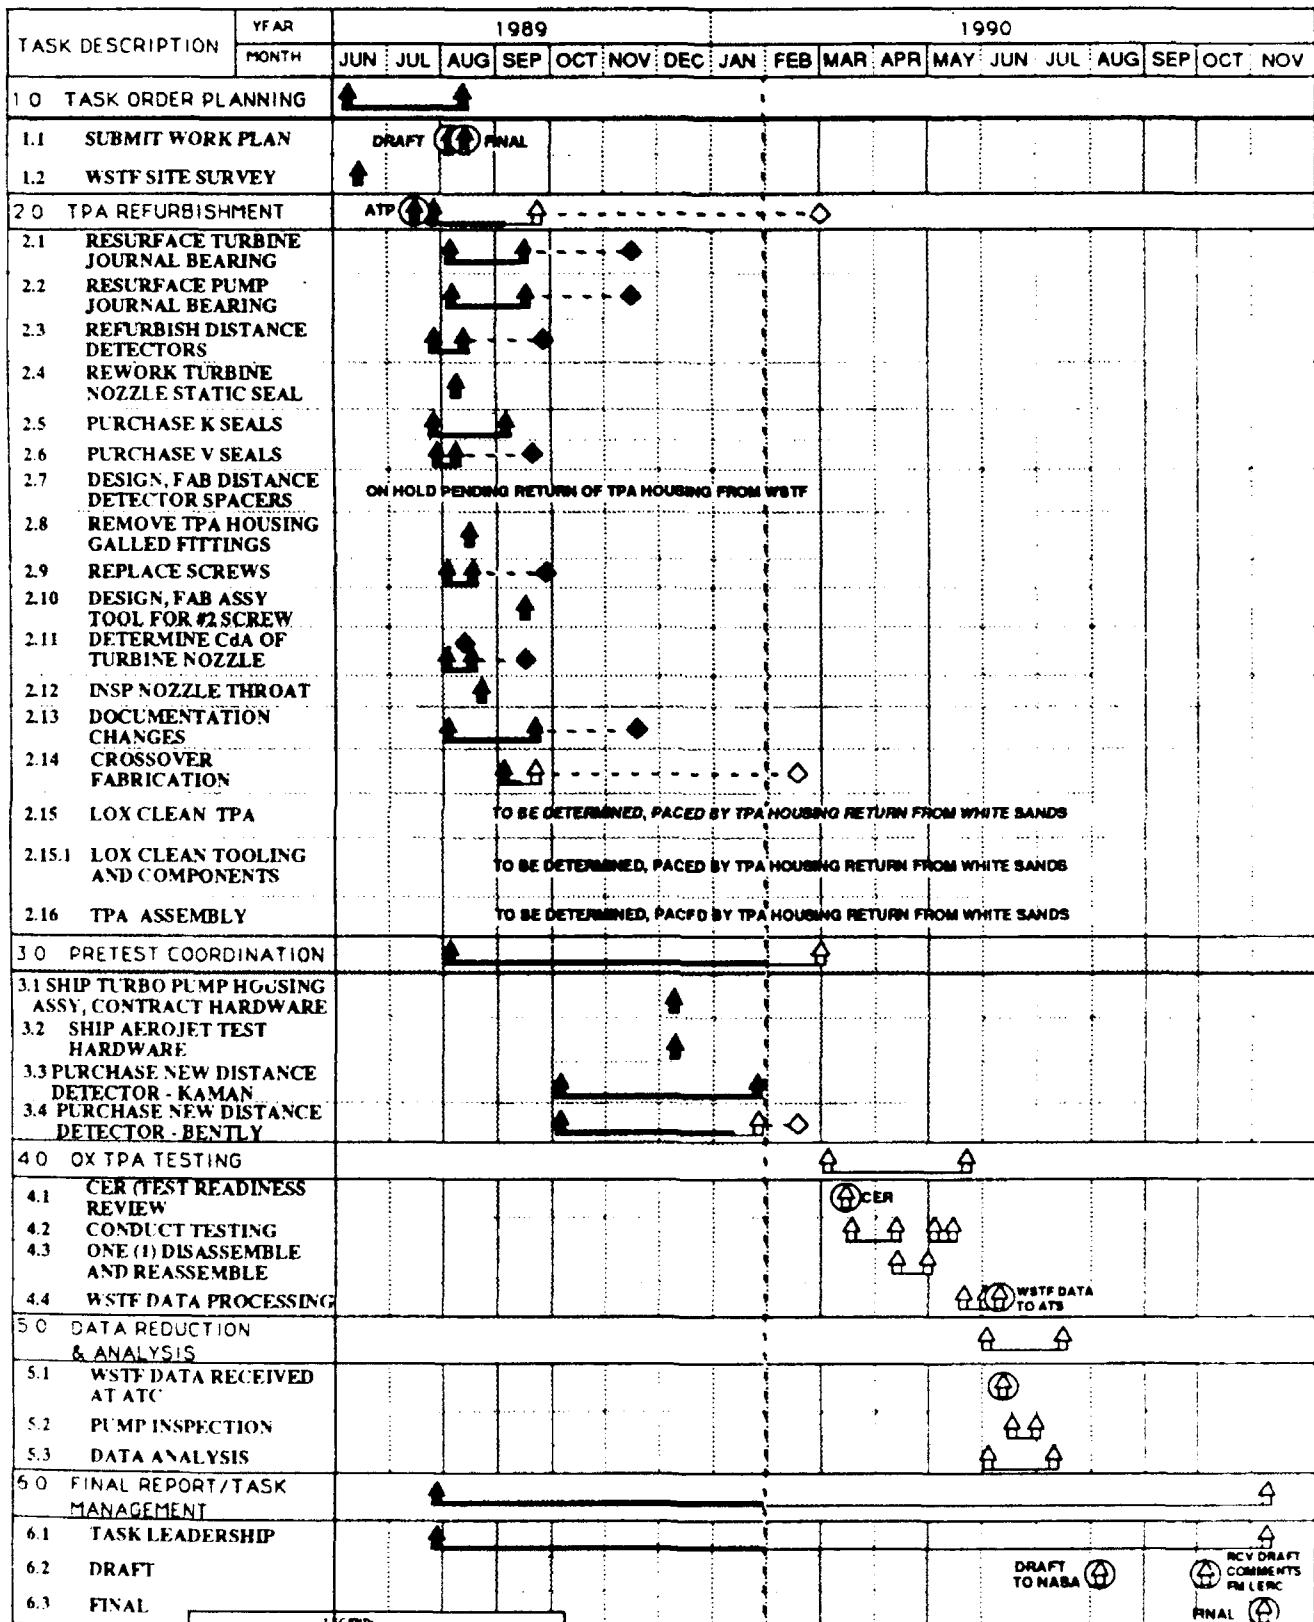 YEAR 1989 1990
TASK DESCRIPTION
MONTH JUN JUL AUG SEP OCT NOV DEC JAN FEB MAR APR MAY JUN JUL AUG SEP OCT NOV
1 0 TASK ORDER PLANNING
1.1 SUBMIT WORK PLAN DRAFT FINAL
1.2 WSTF SITE SURVEY
2 0 TPA REFURBISHMENT ATP
2.1 RESURFACE TURBINE
JOURNAL BEARING
2.2 RESURFACE PUMP
JOURNAL BEARING
2.3 REFURBISH DISTANCE
DETECTORS
2.4 REWORK TURBINE
NOZZLE STATIC SEAL
2.5 PURCHASE K SEALS
2.6 PURCHASE V SEALS
2.7 DESIGN, FAB DISTANCE
DETECTOR SPACERS ON HOLD PENDING RETURN OF TPA HOUSING FROM WSTF
2.8 REMOVE TPA HOUSING
GALLED FITTINGS
2.9 REPLACE SCREWS
2.10 DESIGN, FAB ASSY
TOOL FOR #2 SCREW
2.11 DETERMINE CdA OF
TURBINE NOZZLE
2.12 INSP NOZZLE THROAT
2.13 DOCUMENTATION
CHANGES
2.14 CROSSOVER
FABRICATION
2.15 LOX CLEAN TPA TO BE DETERMINED, PACED BY TPA HOUSING RETURN FROM WHITE SANDS
2.15.1 LOX CLEAN TOOLING
AND COMPONENTS TO BE DETERMINED, PACED BY TPA HOUSING RETURN FROM WHITE SANDS
2.16 TPA ASSEMBLY TO BE DETERMINED, PACED BY TPA HOUSING RETURN FROM WHITE SANDS
3 0 PRETEST COORDINATION
3.1 SHIP TURBO PUMP HOUSING
ASSY, CONTRACT HARDWARE
3.2 SHIP AEROJET TEST
HARDWARE
3.3 PURCHASE NEW DISTANCE
DETECTOR - KAMAN
3.4 PURCHASE NEW DISTANCE
DETECTOR - BENTLY
4 0 OX TPA TESTING
4.1 CER (TEST READINESS
REVIEW CER
4.2 CONDUCT TESTING
4.3 ONE (1) DISASSEMBLE
AND REASSEMBLE
4.4 WSTF DATA PROCESSING WSTF DATA
TO ATS
5 0 DATA REDUCTION
& ANALYSIS
5.1 WSTF DATA RECEIVED
AT ATC
5.2 PUMP INSPECTION
5.3 DATA ANALYSIS
6 0 FINAL REPORT/TASK
MANAGEMENT
6.1 TASK LEADERSHIP
6.2 DRAFT DRAFT
TO NASA RCV DRAFT
COMMENTS
FM LERC
6.3 FINAL FINAL